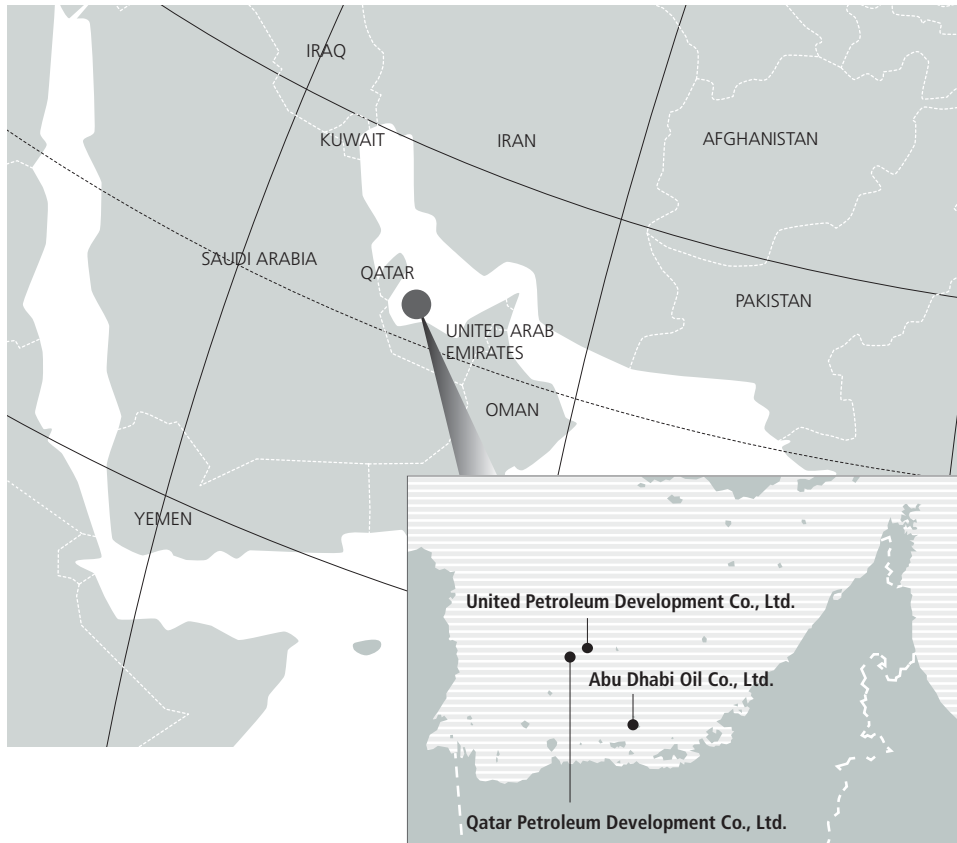 IRAQ
KUWAIT
IRAN
AFGHANISTAN
SAUDI ARABIA
QATAR
PAKISTAN
UNITED ARAB
EMIRATES
OMAN
YEMEN
United Petroleum Development Co., Ltd.
Abu Dhabi Oil Co., Ltd.
Qatar Petroleum Development Co., Ltd.